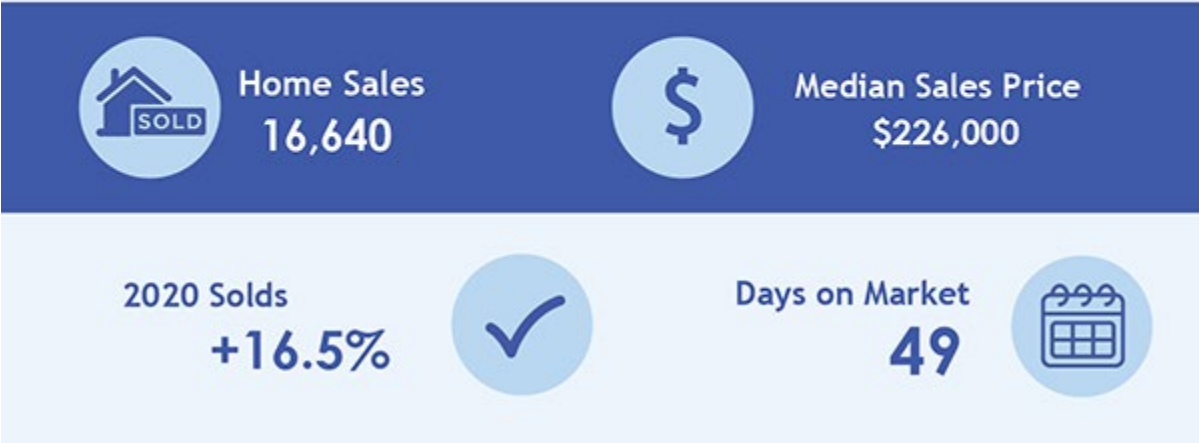 Home Sales
16,640
SOLD
Median Sales Price
$226,000
$
2020 Solds
+16.5%
Days on Market
49